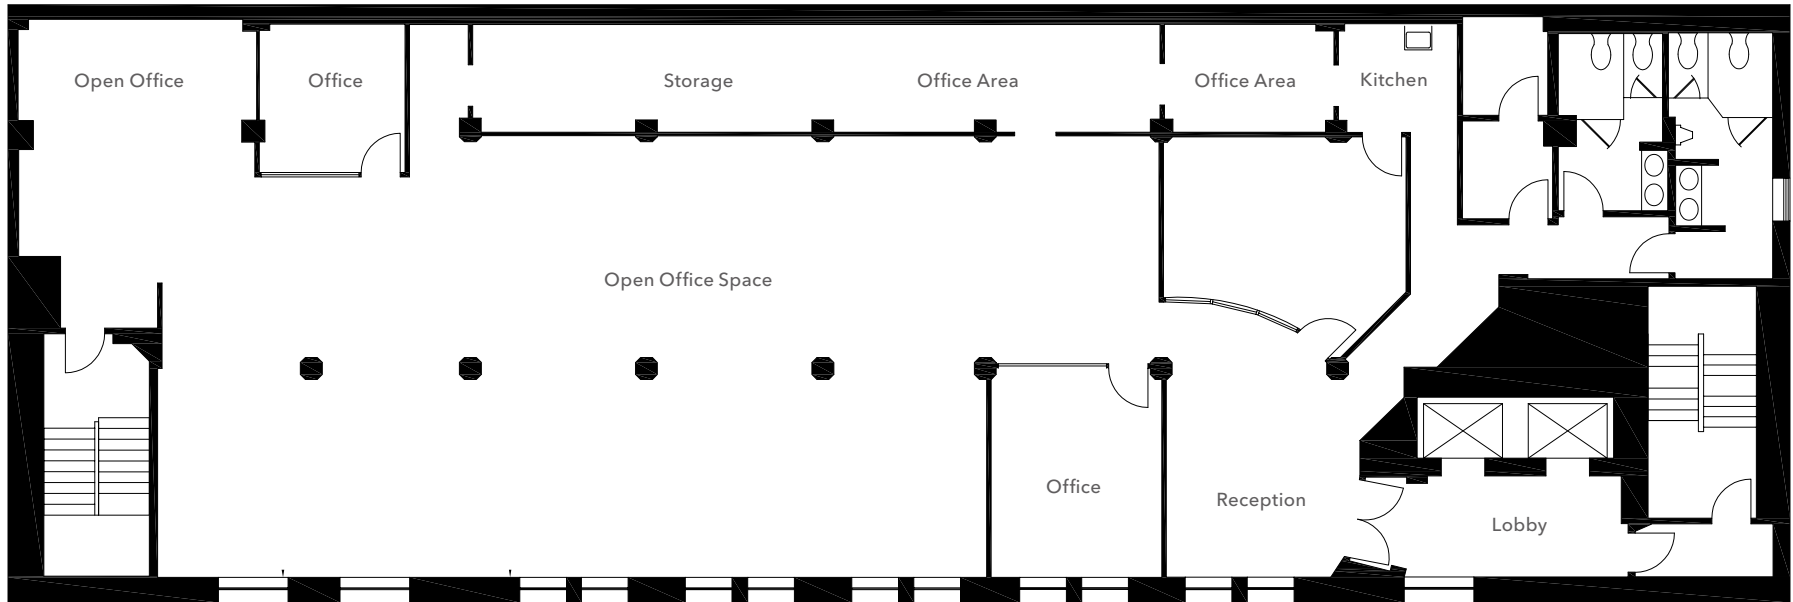 Open Office
Office
Storage
Office Area
Office Area
Kitchen
Open Office Space
Office
Reception
Lobby